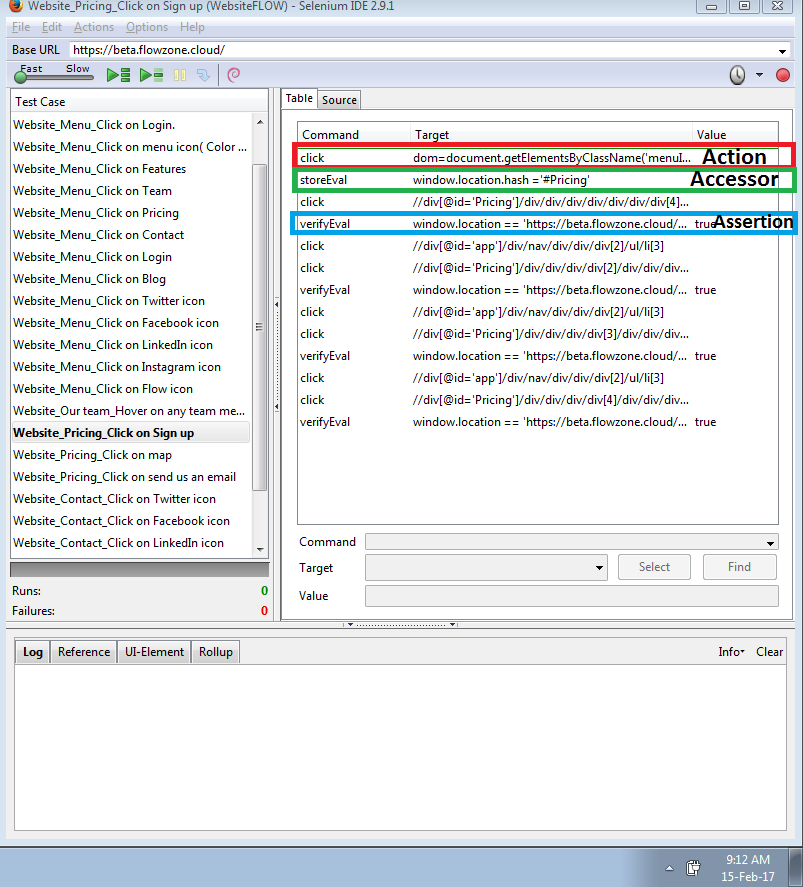 Website_Pricing_Click on Sign up (WebsiteFLOW) - Selenium IDE 2.9.1
File Edit Actions Options Help
Base URL https://beta.flowzone.cloud/
Fast Slow
Test Case
Website_Menu_Click on Login.
Website_Menu_Click on menu icon( Color ...
Website_Menu_Click on Features
Website_Menu_Click on Team
Website_Menu_Click on Pricing
Website_Menu_Click on Contact
Website_Menu_Click on Login
Website_Menu_Click on Blog
Website_Menu_Click on Twitter icon
Website_Menu_Click on Facebook icon
Website_Menu_Click on LinkedIn icon
Website_Menu_Click on Instagram icon
Website_Menu_Click on Flow icon
Website_Our team_Hover on any team me...
Website_Pricing_Click on Sign up
Website_Pricing_Click on map
Website_Pricing_Click on send us an email
Website_Contact_Click on Twitter icon
Website_Contact_Click on Facebook icon
Website_Contact_Click on LinkedIn icon
Runs: 0
Failures: 0
Table Source
Command Target Value
click dom=document.getElementsByClassName('menuI... Action
storeEval window.location.hash ='#Pricing' Accessor
click //div[@id='Pricing']/div/div/div/div/div/div/div[4]...
verifyEval window.location == 'https://beta.flowzone.cloud/... true Assertion
click //div[@id='app']/div/nav/div/div/div[2]/ul/li[3]
click //div[@id='Pricing']/div/div/div/div[2]/div/div/div...
verifyEval window.location == 'https://beta.flowzone.cloud/... true
click //div[@id='app']/div/nav/div/div/div[2]/ul/li[3]
click //div[@id='Pricing']/div/div/div/div[3]/div/div/div...
verifyEval window.location == 'https://beta.flowzone.cloud/... true
click //div[@id='app']/div/nav/div/div/div[2]/ul/li[3]
click //div[@id='Pricing']/div/div/div/div[4]/div/div/div...
verifyEval window.location == 'https://beta.flowzone.cloud/... true
Command
Target Select Find
Value
Log Reference UI-Element Rollup Info Clear
9:12 AM
15-Feb-17